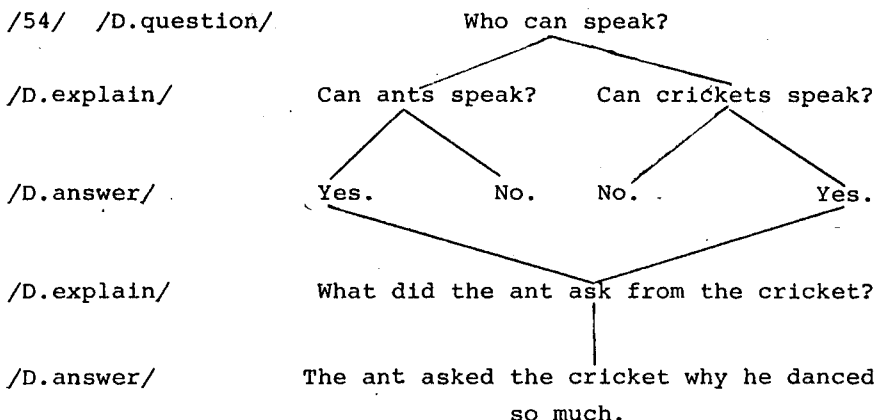 /54/ /D.question/ Who can speak?
/D.explain/ Can ants speak? Can crickets speak?
/D.answer/ Yes. No. No. Yes.
/D.explain/ What did the ant ask from the cricket?
/D.answer/ The ant asked the cricket why he danced
so much.